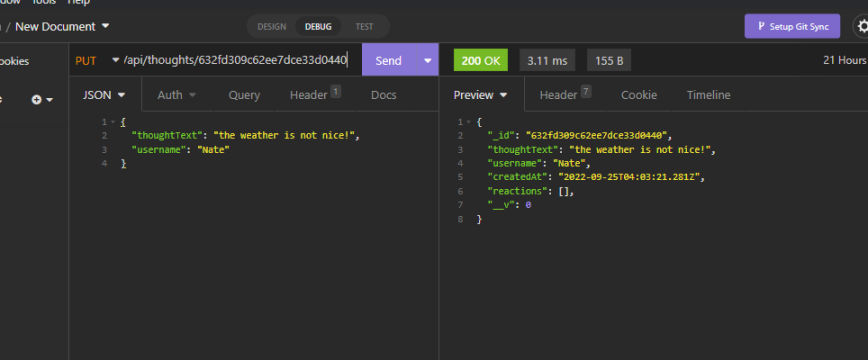 Tools Help
/ New Document
DESIGN DEBUG TEST
Setup Git Sync
PUT /api/thoughts/632fd309c62ee7dce33d0440 Send
200 OK 3.11 ms 155 B 21 Hours
JSON Auth Query Header 1 Docs
Preview Header 7 Cookie Timeline
1 {
2 "thoughtText": "the weather is not nice!",
3 "username": "Nate"
4 }
1 {
2 "_id": "632fd309c62ee7dce33d0440",
3 "thoughtText": "the weather is not nice!",
4 "username": "Nate",
5 "createdAt": "2022-09-25T04:03:21.281Z",
6 "reactions": [],
7 "__v": 0
8 }